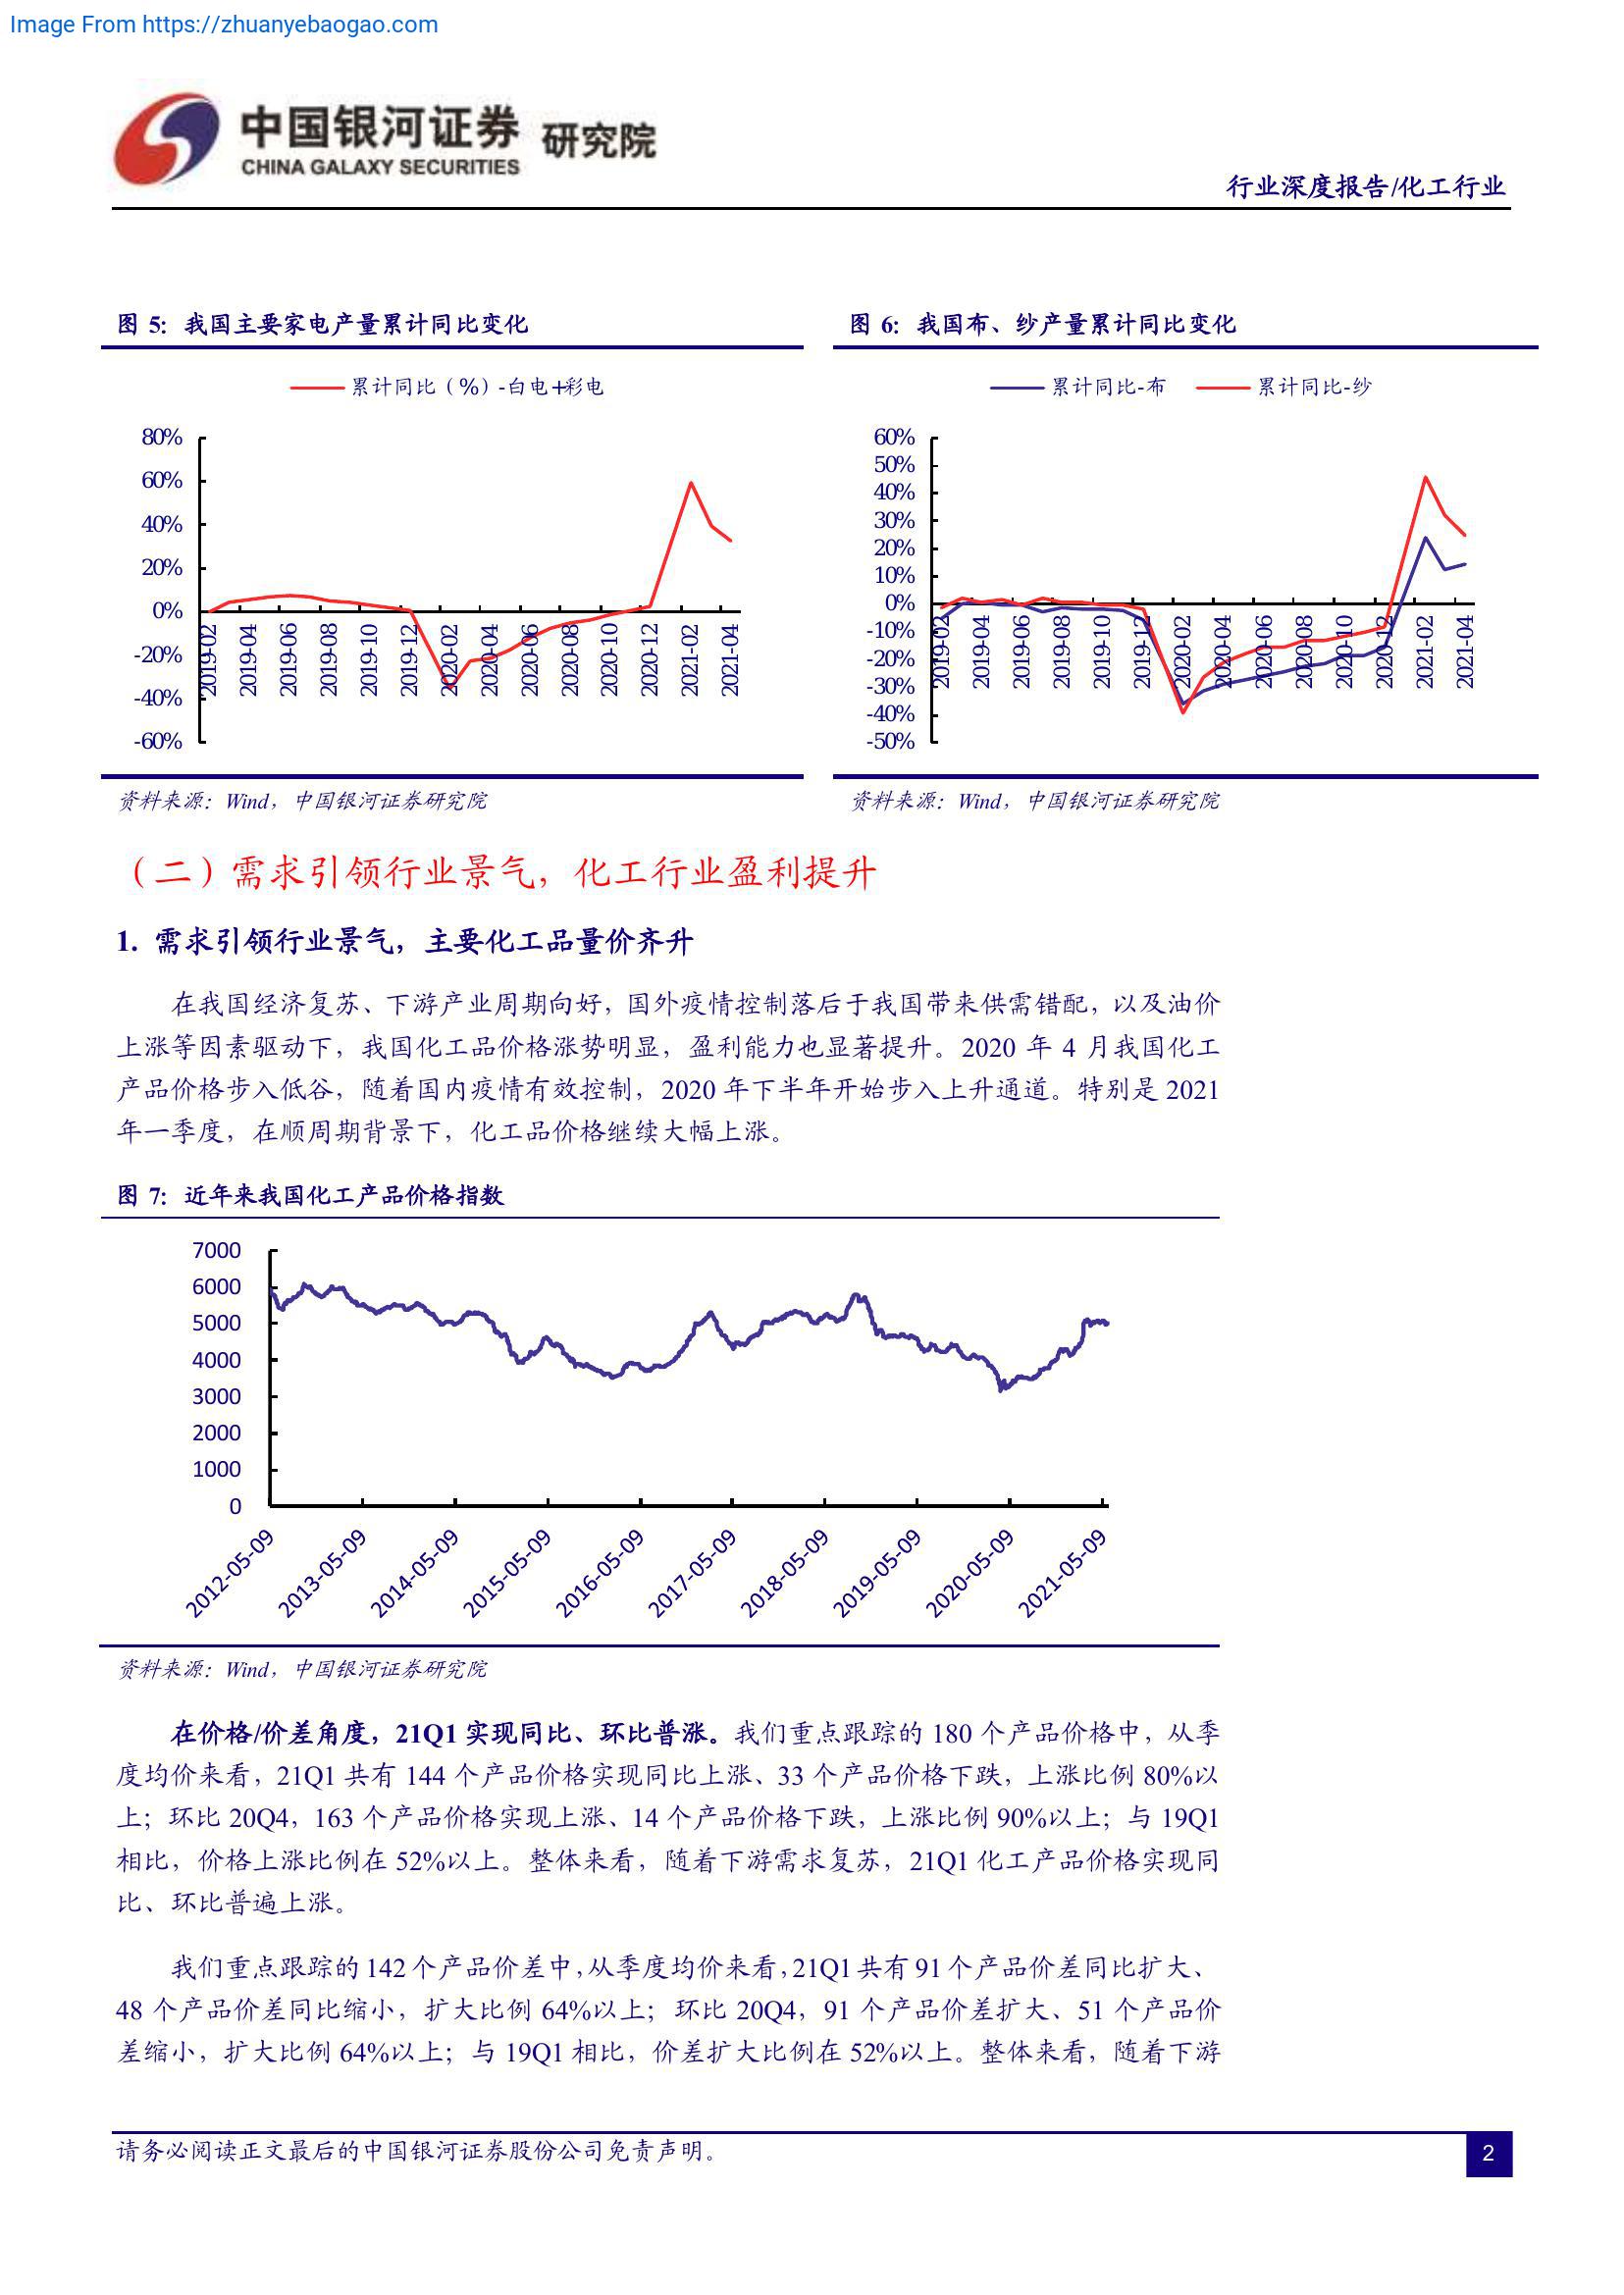 Image From https://zhuanyebaogao.com
中国银河证券 研究院
CHINA GALAXY SECURITIES
行业深度报告/化工行业
图 5：我国主要家电产量累计同比变化
累计同比（%）-白电+彩电
80%
60%
40%
20%
0%
-20%
-40%
-60%
2019-02
2019-04
2019-06
2019-08
2019-10
2019-12
2020-02
2020-04
2020-06
2020-08
2020-10
2020-12
2021-02
2021-04
资料来源：Wind，中国银河证券研究院
图 6：我国布、纱产量累计同比变化
累计同比-布 累计同比-纱
60%
50%
40%
30%
20%
10%
0%
-10%
-20%
-30%
-40%
-50%
2019-02
2019-04
2019-06
2019-08
2019-10
2019-12
2020-02
2020-04
2020-06
2020-08
2020-10
2020-12
2021-02
2021-04
资料来源：Wind，中国银河证券研究院
（二）需求引领行业景气，化工行业盈利提升
1. 需求引领行业景气，主要化工品量价齐升
在我国经济复苏、下游产业周期向好，国外疫情控制落后于我国带来供需错配，以及油价
上涨等因素驱动下，我国化工品价格涨势明显，盈利能力也显著提升。2020 年 4 月我国化工
产品价格步入低谷，随着国内疫情有效控制，2020 年下半年开始步入上升通道。特别是 2021
年一季度，在顺周期背景下，化工品价格继续大幅上涨。
图 7：近年来我国化工产品价格指数
7000
6000
5000
4000
3000
2000
1000
0
2012-05-09
2013-05-09
2014-05-09
2015-05-09
2016-05-09
2017-05-09
2018-05-09
2019-05-09
2020-05-09
2021-05-09
资料来源：Wind，中国银河证券研究院
在价格/价差角度，21Q1 实现同比、环比普涨。我们重点跟踪的 180 个产品价格中，从季
度均价来看，21Q1 共有 144 个产品价格实现同比上涨、33 个产品价格下跌，上涨比例 80%以
上；环比 20Q4，163 个产品价格实现上涨、14 个产品价格下跌，上涨比例 90%以上；与 19Q1
相比，价格上涨比例在 52%以上。整体来看，随着下游需求复苏，21Q1 化工产品价格实现同
比、环比普遍上涨。
我们重点跟踪的 142 个产品价差中，从季度均价来看，21Q1 共有 91 个产品价差同比扩大、
48 个产品价差同比缩小，扩大比例 64%以上；环比 20Q4，91 个产品价差扩大、51 个产品价
差缩小，扩大比例 64%以上；与 19Q1 相比，价差扩大比例在 52%以上。整体来看，随着下游
请务必阅读正文最后的中国银河证券股份公司免责声明。
2